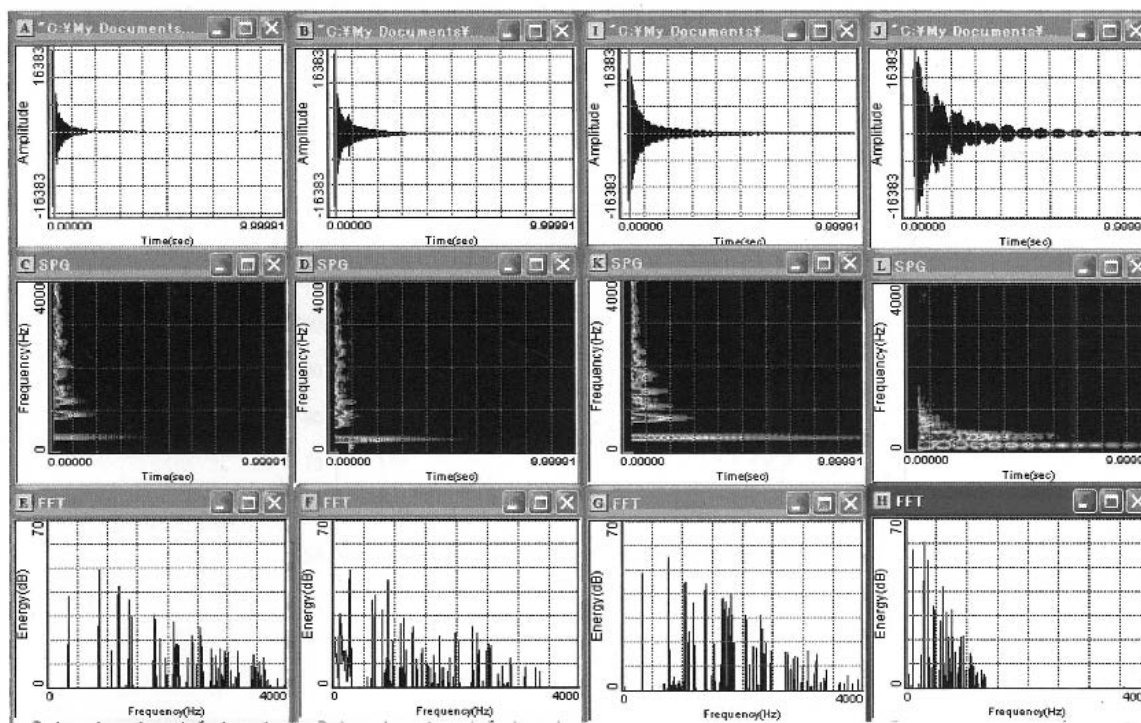 A "C:¥My Documents...
B "C:¥My Documents¥
I "C:¥My Documents¥
J "C:¥My Documents¥
16383
Amplitude
-16383
0.00000 9.99991
Time(sec)
16383
Amplitude
-16383
0.00000 9.99991
Time(sec)
16383
Amplitude
-16383
0.00000 9.99991
Time(sec)
16383
Amplitude
-16383
0.00000 9.99991
Time(sec)
C SPG
D SPG
K SPG
L SPG
4000
Frequency(Hz)
0
0.00000 9.99991
Time(sec)
4000
Frequency(Hz)
0
0.00000 9.99991
Time(sec)
4000
Frequency(Hz)
0
0.00000 9.99991
Time(sec)
4000
Frequency(Hz)
0
0.00000 9.99991
Time(sec)
E FFT
F FFT
G FFT
H FFT
70
Energy(dB)
0
0 4000
Frequency(Hz)
70
Energy(dB)
0
0 4000
Frequency(Hz)
70
Energy(dB)
0
0 4000
Frequency(Hz)
70
Energy(dB)
0
0 4000
Frequency(Hz)